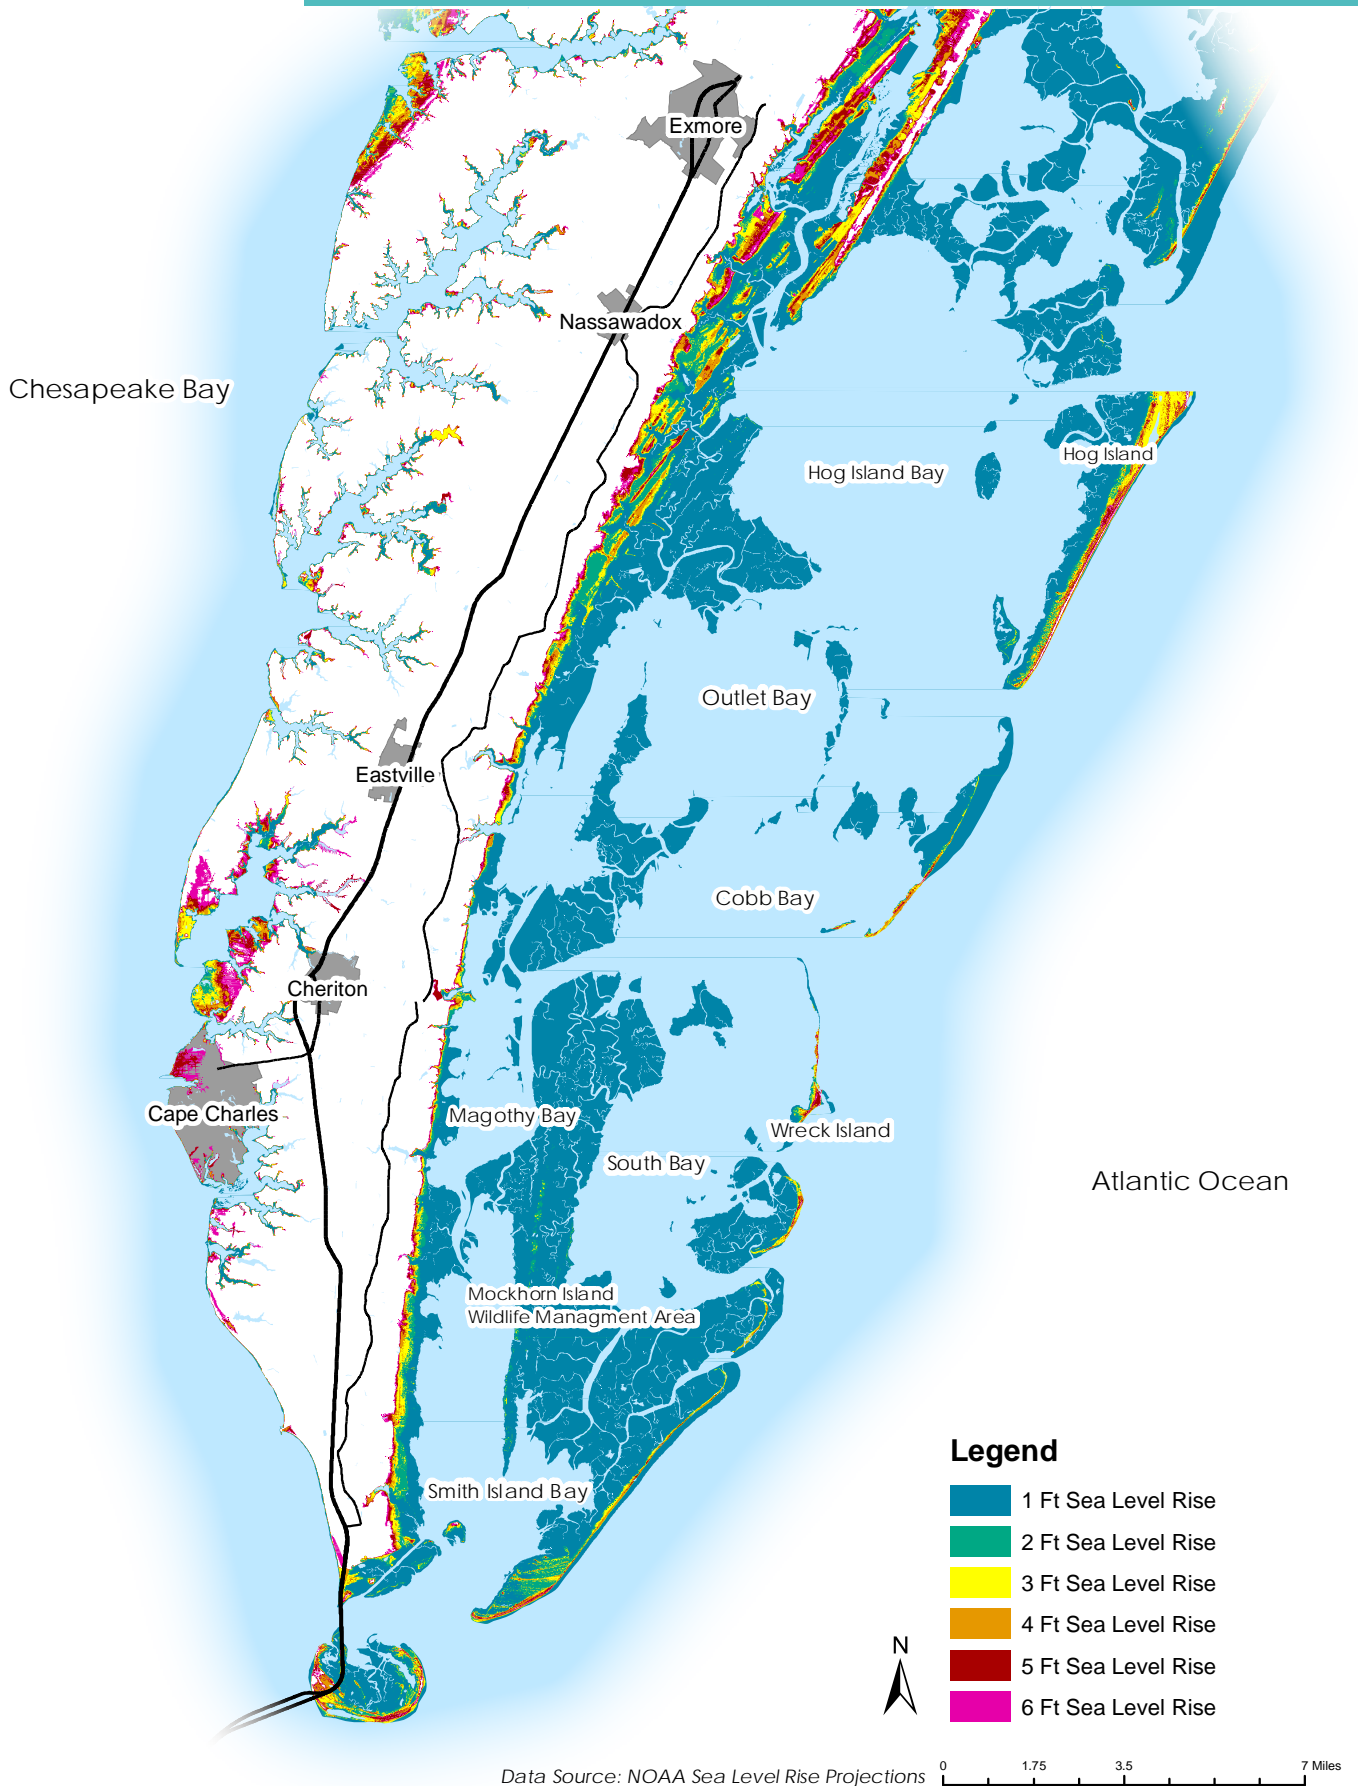 Exmore
Nassawadox
Chesapeake Bay
Hog Island
Hog Island Bay
Outlet Bay
Eastville
Cobb Bay
Cheriton
Cape Charles
Magothy Bay
Wreck Island
South Bay
Atlantic Ocean
Mockhorn Island
Wildlife Managment Area
Smith Island Bay
Legend
1 Ft Sea Level Rise
2 Ft Sea Level Rise
3 Ft Sea Level Rise
4 Ft Sea Level Rise
5 Ft Sea Level Rise
6 Ft Sea Level Rise
N
Data Source: NOAA Sea Level Rise Projections
0 1.75 3.5 7 Miles